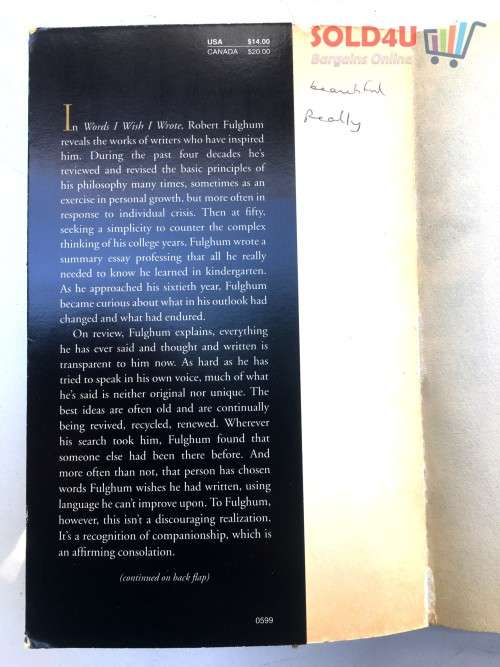 SOLD4U
Bargains Online
USA $14.00
CANADA $20.00
beautiful
Really
In Words I Wish I Wrote, Robert Fulghum
reveals the works of writers who have inspired
him. During the past four decades he's
reviewed and revised the basic principles of
his philosophy many times, sometimes as an
exercise in personal growth, but more often in
response to individual crisis. Then at fifty,
seeking a simplicity to counter the complex
thinking of his college years, Fulghum wrote a
summary essay professing that all he really
needed to know he learned in kindergarten.
As he approached his sixtieth year, Fulghum
became curious about what in his outlook had
changed and what had endured.
On review, Fulghum explains, everything
he has ever said and thought and written is
transparent to him now. As hard as he has
tried to speak in his own voice, much of what
he's said is neither original nor unique. The
best ideas are often old and are continually
being revived, recycled, renewed. Wherever
his search took him, Fulghum found that
someone else had been there before. And
more often than not, that person has chosen
words Fulghum wishes he had written, using
language he can't improve upon. To Fulghum,
however, this isn't a discouraging realization.
It's a recognition of companionship, which is
an affirming consolation.
(continued on back flap)
0599